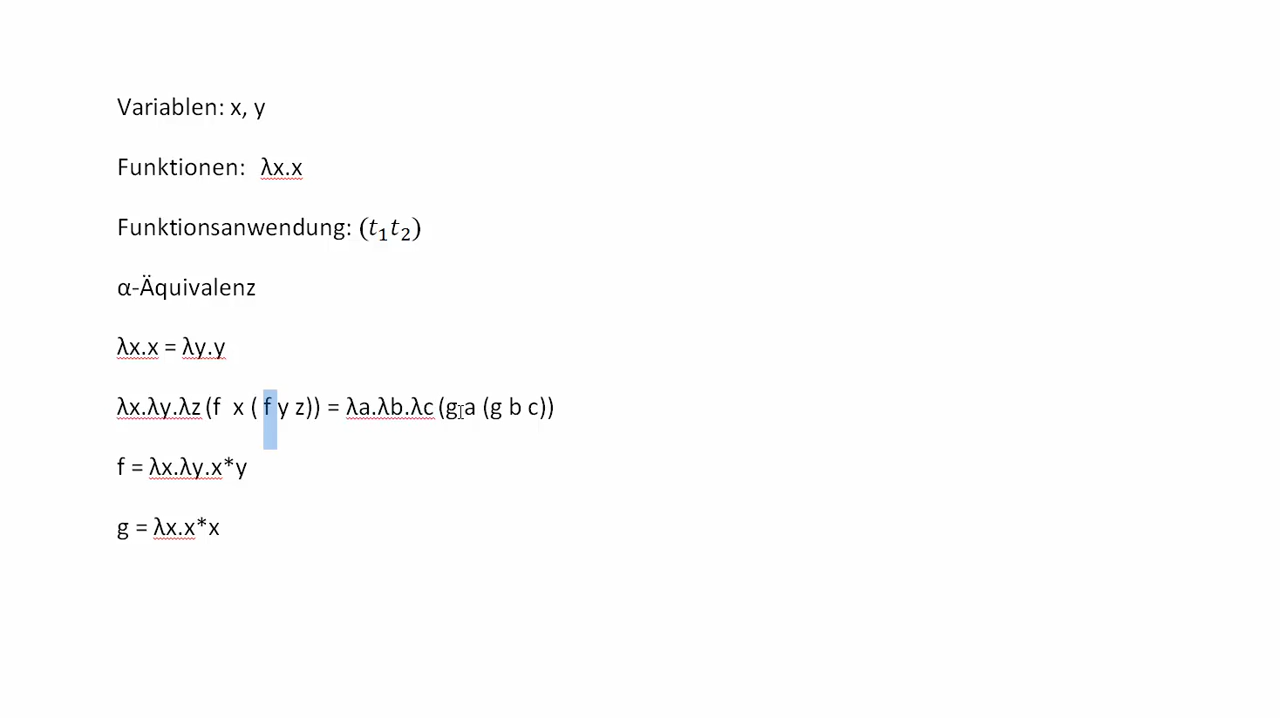 Variablen: x, y
Funktionen: λx.x
Funktionsanwendung: (t₁t₂)
α-Äquivalenz
λx.x = λy.y
λx.λy.λz (f x ( f y z)) = λa.λb.λc (g a (g b c))
f = λx.λy.x*y
g = λx.x*x